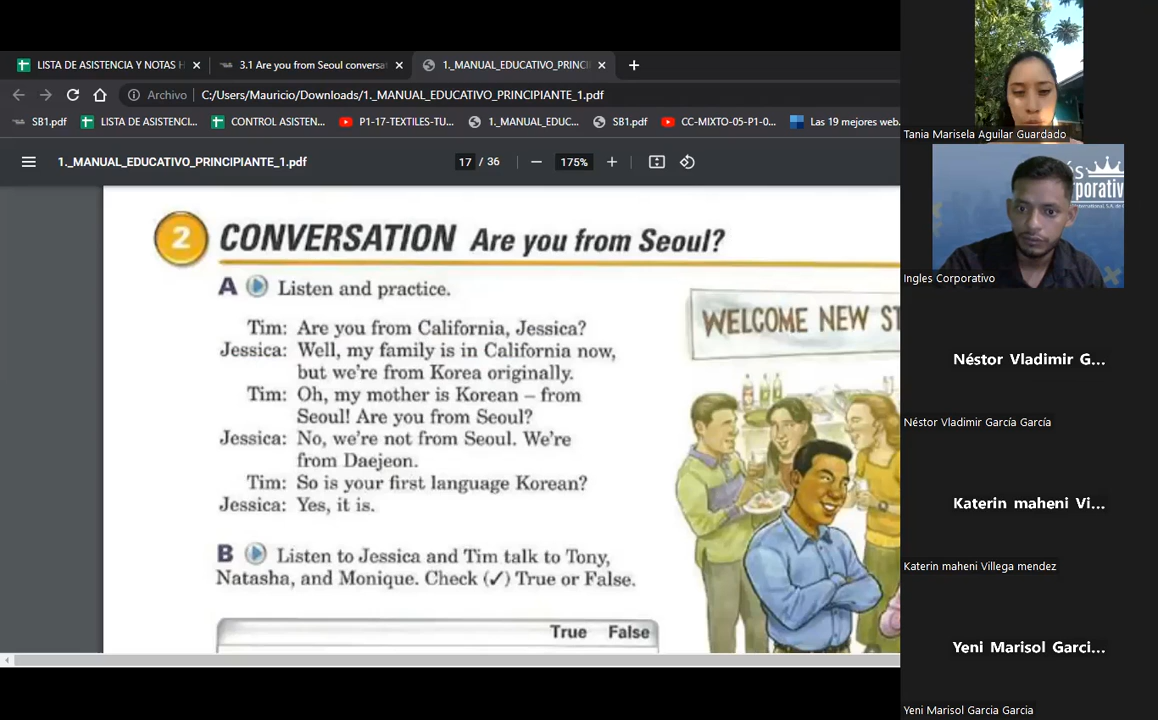 LISTA DE ASISTENCIA Y NOTAS H
3.1 Are you from Seoul conversat
1._MANUAL_EDUCATIVO_PRINCI
Archivo
C:/Users/Mauricio/Downloads/1._MANUAL_EDUCATIVO_PRINCIPIANTE_1.pdf
SB1.pdf
LISTA DE ASISTENCI...
CONTROL ASISTEN...
P1-17-TEXTILES-TU...
1._MANUAL_EDUC...
SB1.pdf
CC-MIXTO-05-P1-0...
Las 19 mejores web.
1._MANUAL_EDUCATIVO_PRINCIPIANTE_1.pdf
17 / 36
175%
2 CONVERSATION Are you from Seoul?
A Listen and practice.
Tim: Are you from California, Jessica?
Jessica: Well, my family is in California now,
but we're from Korea originally.
Tim: Oh, my mother is Korean – from
Seoul! Are you from Seoul?
Jessica: No, we're not from Seoul. We're
from Daejeon.
Tim: So is your first language Korean?
Jessica: Yes, it is.
B Listen to Jessica and Tim talk to Tony,
Natasha, and Monique. Check (✓) True or False.
True False
WELCOME NEW ST
Tania Marisela Aguilar Guardado
Ingles Corporativo
Néstor Vladimir G...
Néstor Vladimir García García
Katerin maheni Vi...
Katerin maheni Villega mendez
Yeni Marisol Garci...
Yeni Marisol Garcia Garcia